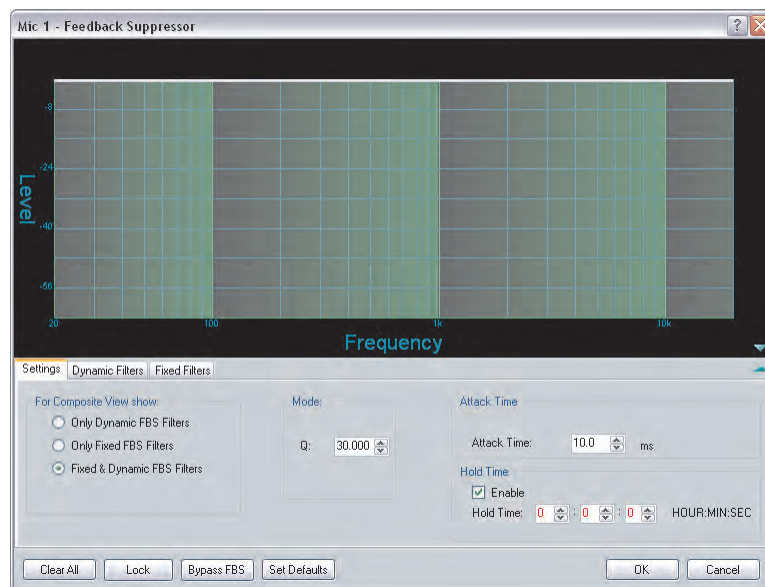 Mic 1 - Feedback Suppressor
?
-8
-24
-40
-56
Level
20 100 1k 10k
Frequency
Settings Dynamic Filters Fixed Filters
For Composite View show:
Only Dynamic FBS Filters
Only Fixed FBS Filters
Fixed & Dynamic FBS Filters
Mode:
Q: 30.000
Attack Time
Attack Time: 10.0 ms
Hold Time
Enable
Hold Time: 0 : 0 : 0 HOUR:MIN:SEC
Clear All Lock Bypass FBS Set Defaults OK Cancel